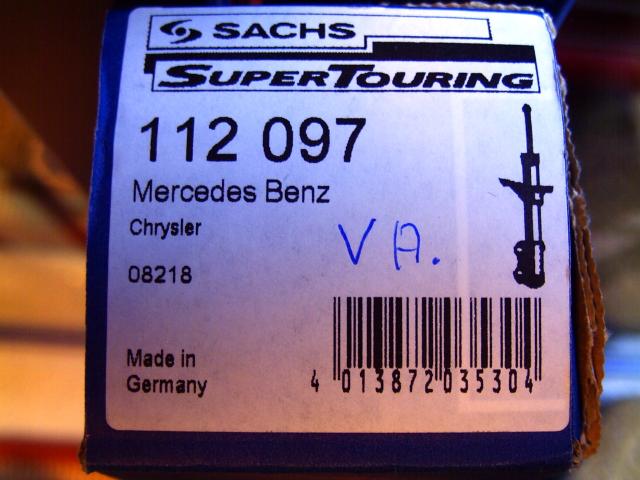 SACHS
SUPERTOURING
112 097
Mercedes Benz
Chrysler
VA.
08218
Made in
Germany
4 013872 035304